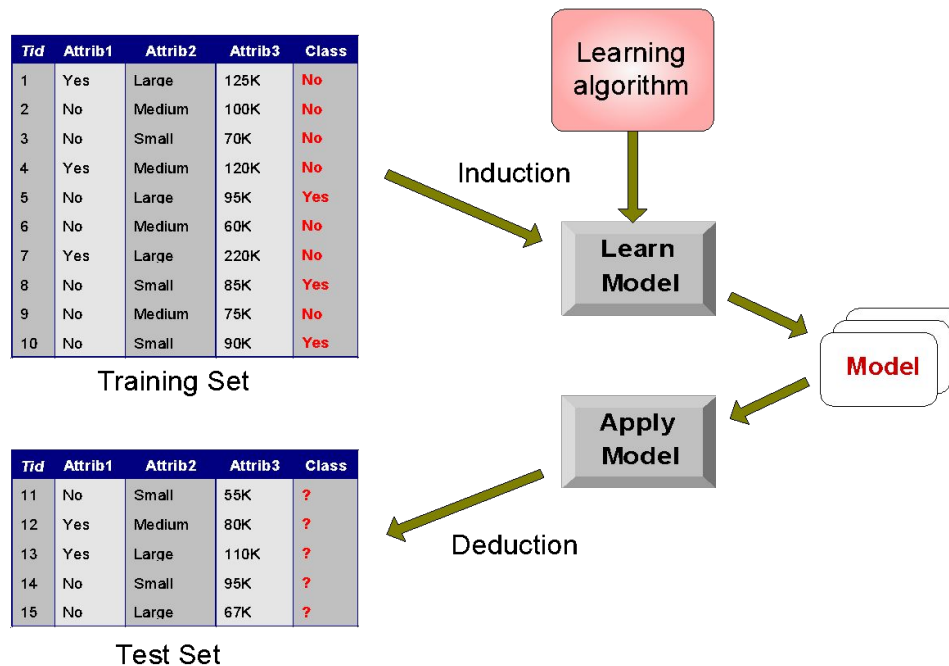 Tid Attrib1 Attrib2 Attrib3 Class
1 Yes Large 125K No
2 No Medium 100K No
3 No Small 70K No
4 Yes Medium 120K No
5 No Large 95K Yes
6 No Medium 60K No
7 Yes Large 220K No
8 No Small 85K Yes
9 No Medium 75K No
10 No Small 90K Yes
Training Set
Learning
algorithm
Induction
Learn
Model
Model
Apply
Model
Deduction
Tid Attrib1 Attrib2 Attrib3 Class
11 No Small 55K ?
12 Yes Medium 80K ?
13 Yes Large 110K ?
14 No Small 95K ?
15 No Large 67K ?
Test Set